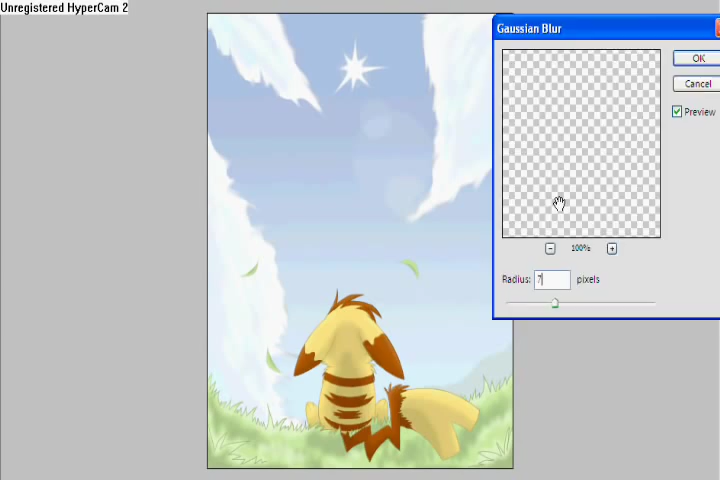 Unregistered HyperCam 2
Gaussian Blur
OK
Cancel
Preview
100%
Radius: 7 pixels